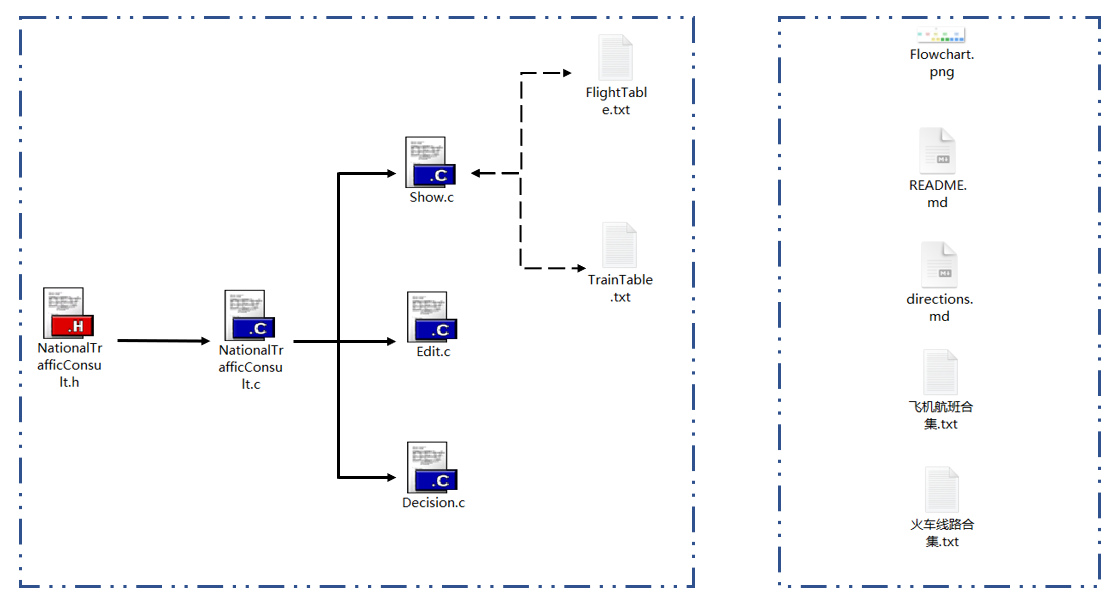 FlightTabl
e.txt
.C
Show.c
TrainTable
.txt
.H
NationalTr
afficConsu
lt.h
.C
NationalTr
afficConsu
lt.c
.C
Edit.c
.C
Decision.c
Flowchart.
png
README.
md
directions.
md
飞机航班合
集.txt
火车线路合
集.txt